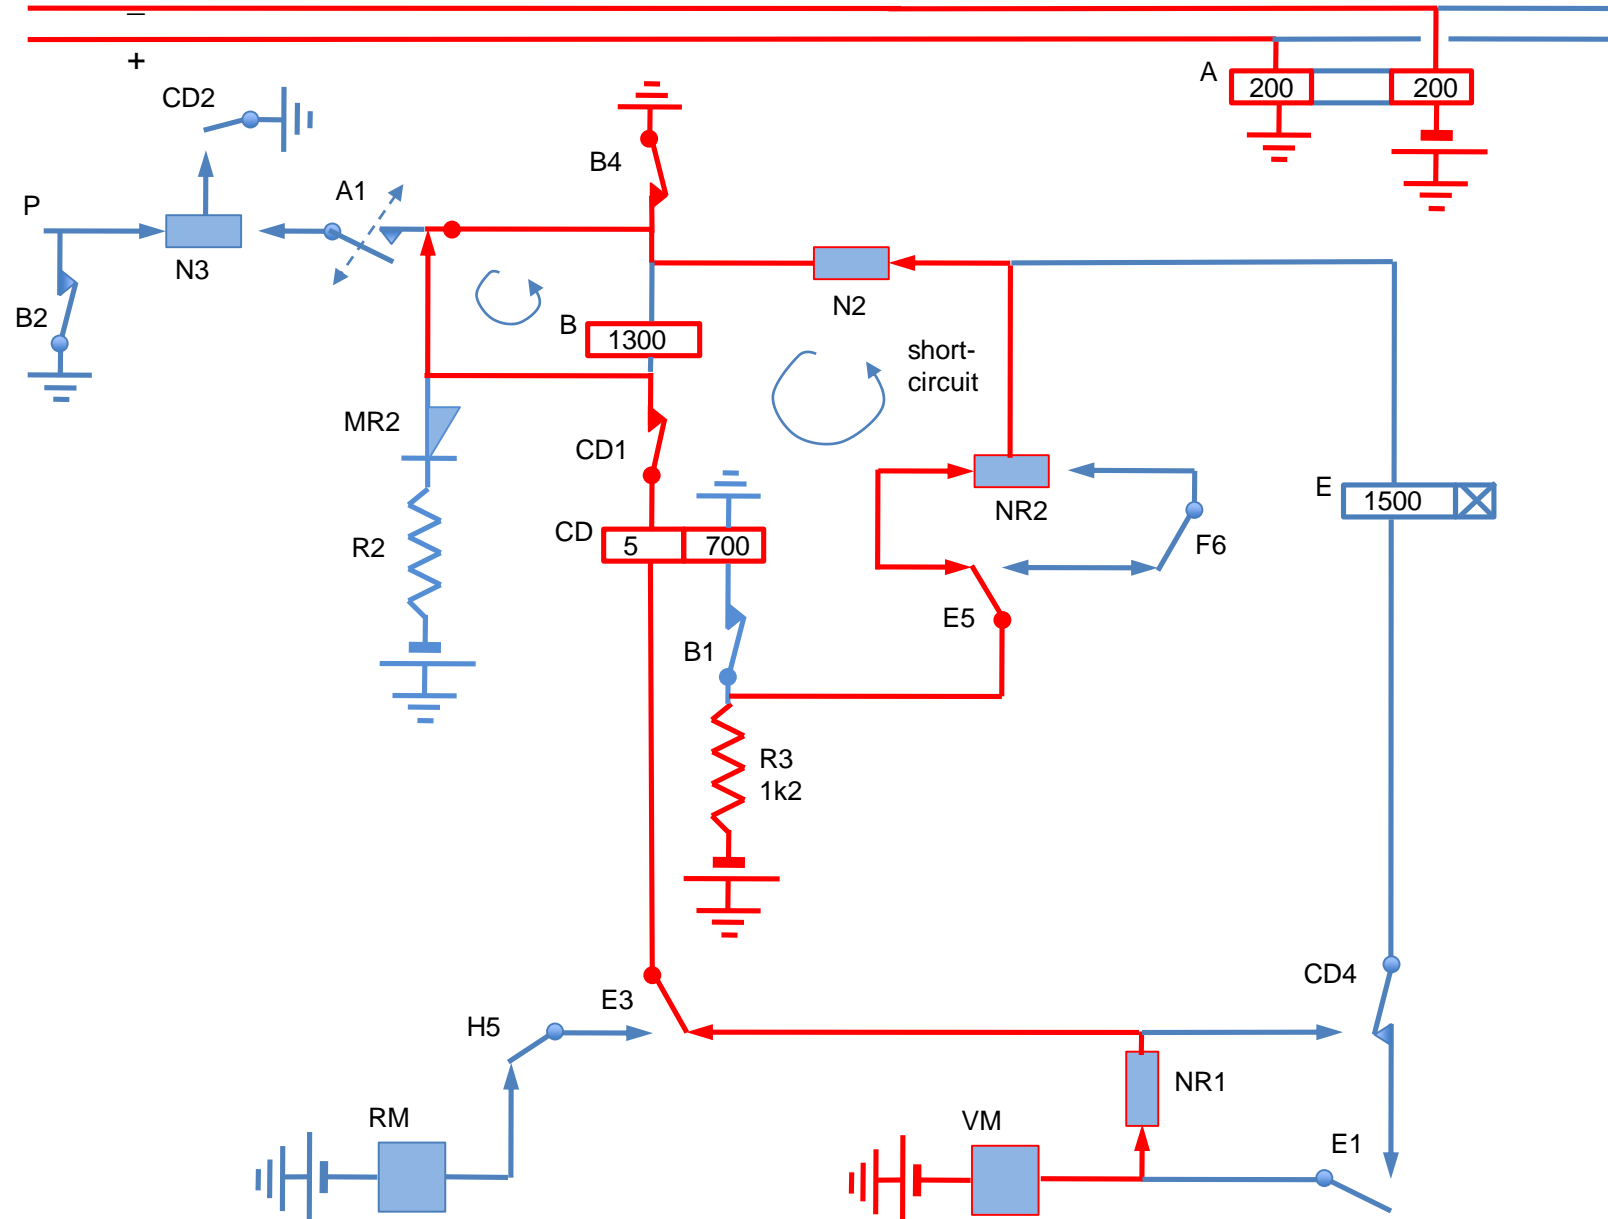 –
+
A
200
200
CD2
B4
A1
P
N3
B2
N2
B
1300
short-
circuit
MR2
CD1
NR2
E
1500
CD
5
700
R2
F6
E5
B1
R3
1k2
CD4
E3
H5
NR1
RM
VM
E1